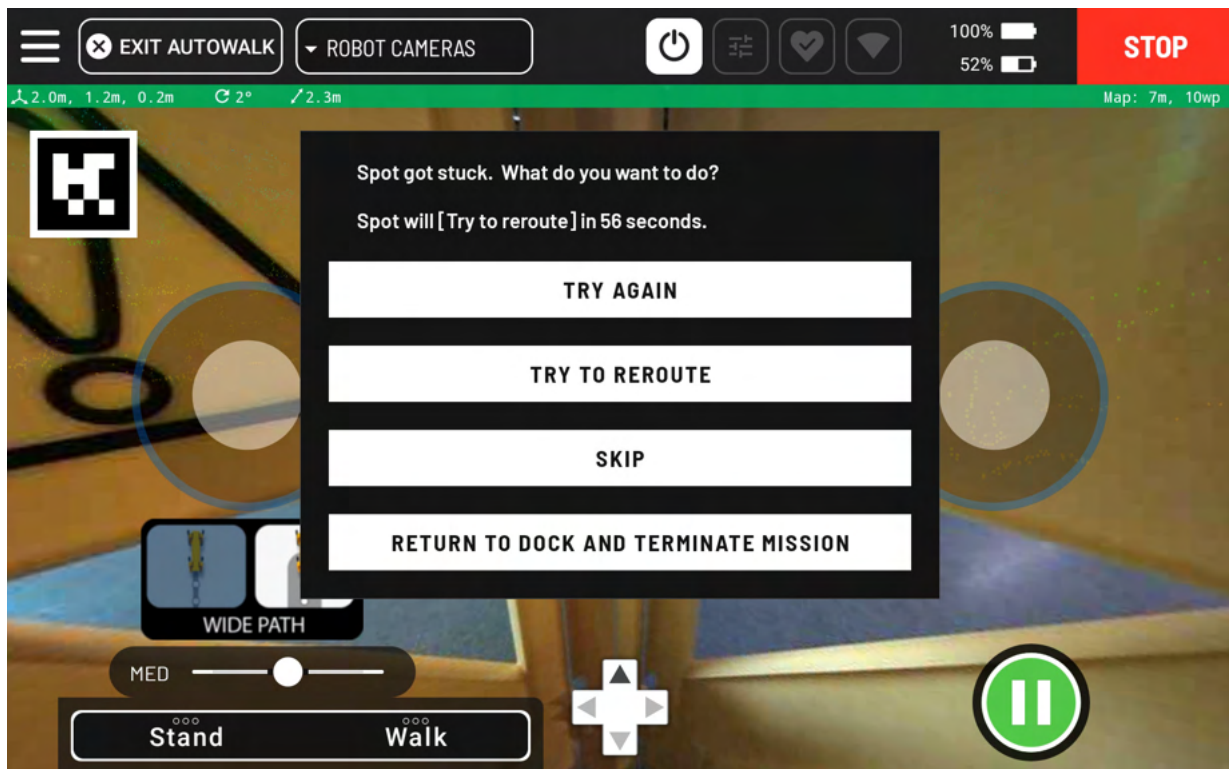 EXIT AUTOWALK
ROBOT CAMERAS
100%
52%
STOP
2.0m, 1.2m, 0.2m
2°
2.3m
Map: 7m, 10wp
Spot got stuck. What do you want to do?
Spot will [Try to reroute] in 56 seconds.
TRY AGAIN
TRY TO REROUTE
SKIP
RETURN TO DOCK AND TERMINATE MISSION
WIDE PATH
MED
Stand
Walk